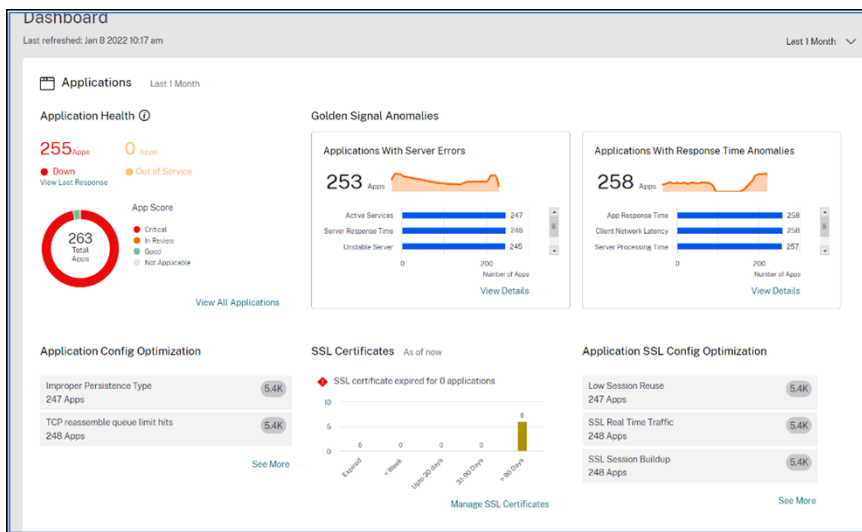 Dashboard
Last refreshed: Jan 8 2022 10:17 am
Last 1 Month
Applications Last 1 Month
Application Health
255 Apps
0 Apps
Down
Out of Service
View Last Response
App Score
263
Total
Apps
Critical
In Review
Good
Not Applicable
View All Applications
Golden Signal Anomalies
Applications With Server Errors
253 Apps
Active Services 247
Server Response Time 246
Unstable Server 245
0 200
Number of Apps
View Details
Applications With Response Time Anomalies
258 Apps
App Response Time 258
Client Network Latency 258
Server Processing Time 257
0 200
Number of Apps
View Details
Application Config Optimization
Improper Persistence Type
247 Apps
5.4K
TCP reassemble queue limit hits
248 Apps
5.4K
See More
SSL Certificates As of now
SSL certificate expired for 0 applications
10
5
0
0 0 0 0 6
Expired
< Week
Upto 30 days
31-90 Days
> 90 Days
Manage SSL Certificates
Application SSL Config Optimization
Low Session Reuse
247 Apps
5.4K
SSL Real Time Traffic
248 Apps
5.4K
SSL Session Buildup
248 Apps
5.4K
See More